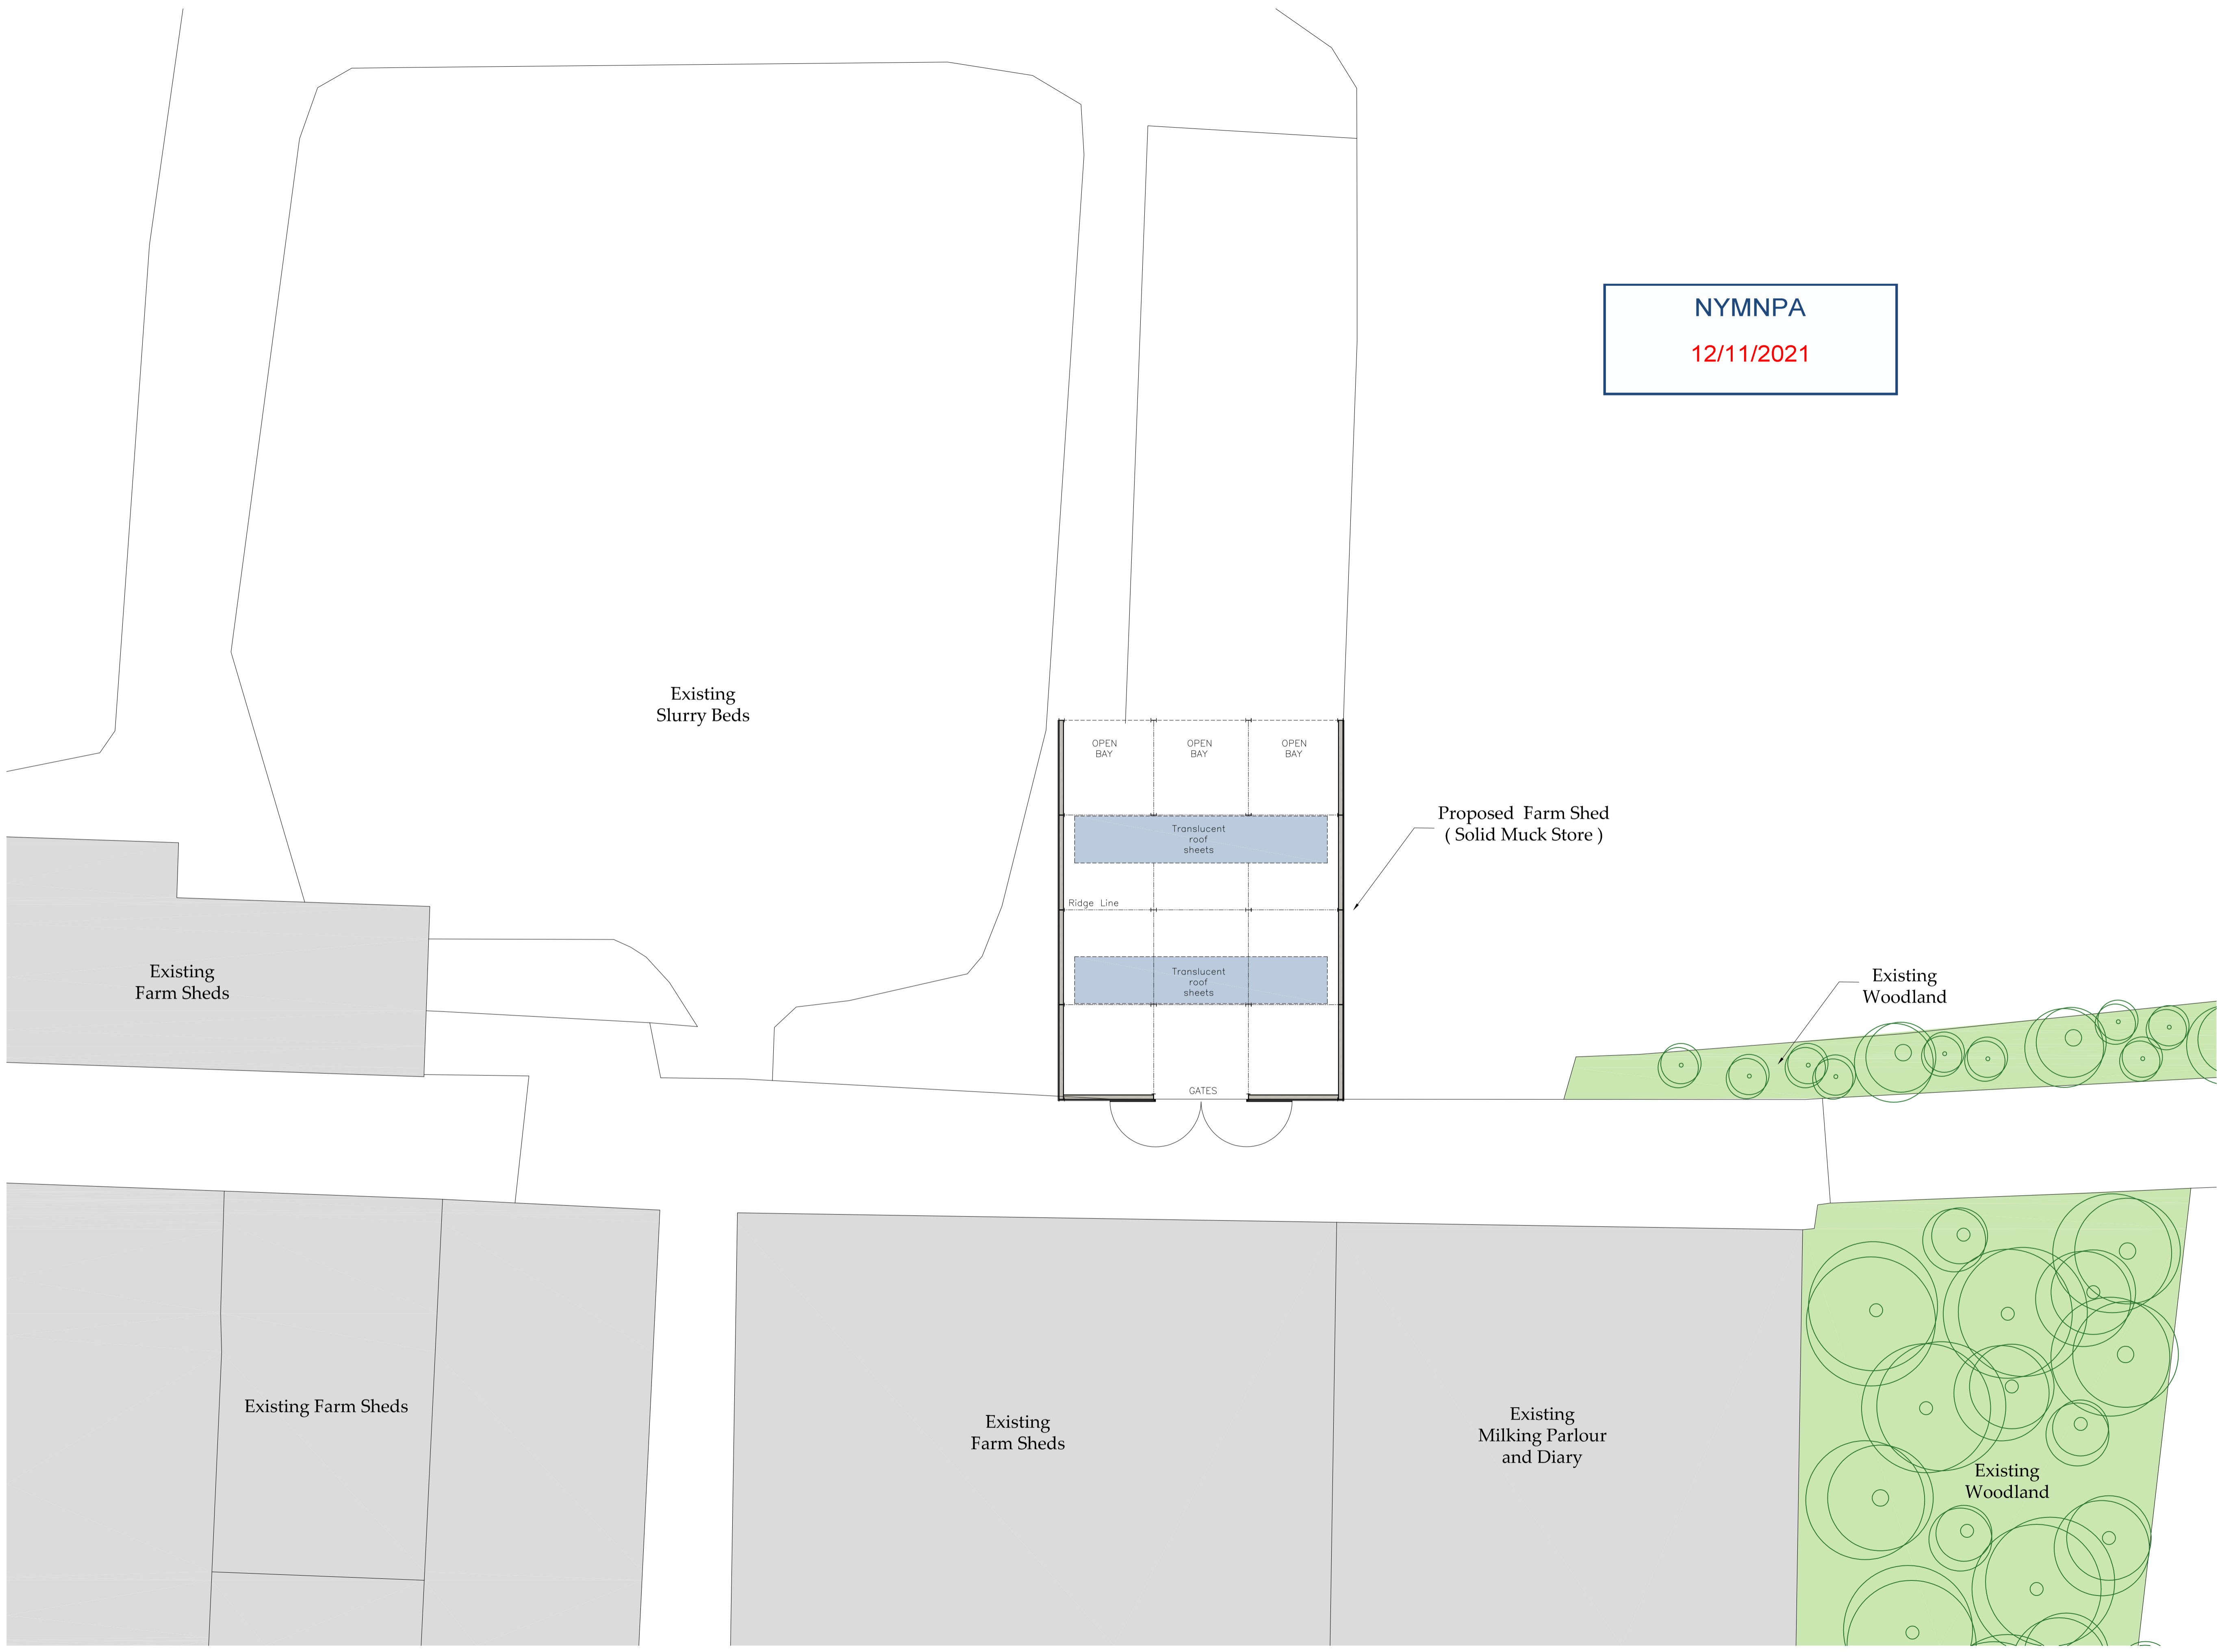 NYMNPA
12/11/2021
Existing
Slurry Beds
OPEN
BAY
OPEN
BAY
OPEN
BAY
Translucent
roof
sheets
Proposed Farm Shed
( Solid Muck Store )
Ridge Line
Translucent
roof
sheets
Existing
Farm Sheds
Existing
Woodland
GATES
Existing Farm Sheds
Existing
Farm Sheds
Existing
Milking Parlour
and Diary
Existing
Woodland